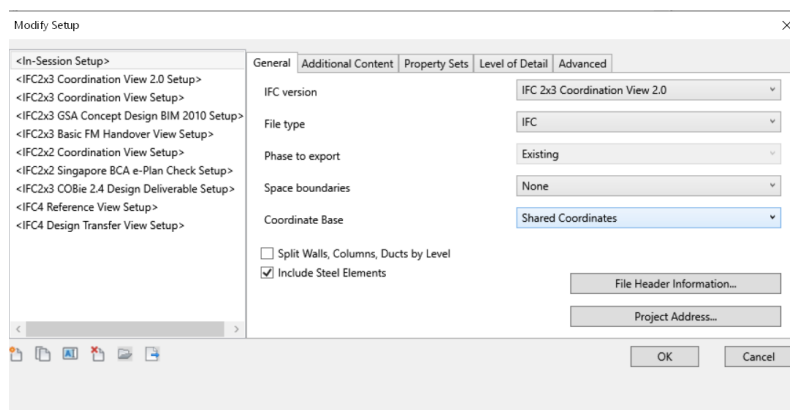 Modify Setup
<In-Session Setup>
<IFC2x3 Coordination View 2.0 Setup>
<IFC2x3 Coordination View Setup>
<IFC2x3 GSA Concept Design BIM 2010 Setup>
<IFC2x3 Basic FM Handover View Setup>
<IFC2x2 Coordination View Setup>
<IFC2x2 Singapore BCA e-Plan Check Setup>
<IFC2x3 COBie 2.4 Design Deliverable Setup>
<IFC4 Reference View Setup>
<IFC4 Design Transfer View Setup>
General Additional Content Property Sets Level of Detail Advanced
IFC version IFC 2x3 Coordination View 2.0
File type IFC
Phase to export Existing
Space boundaries None
Coordinate Base Shared Coordinates
Split Walls, Columns, Ducts by Level
Include Steel Elements
File Header Information...
Project Address...
OK Cancel